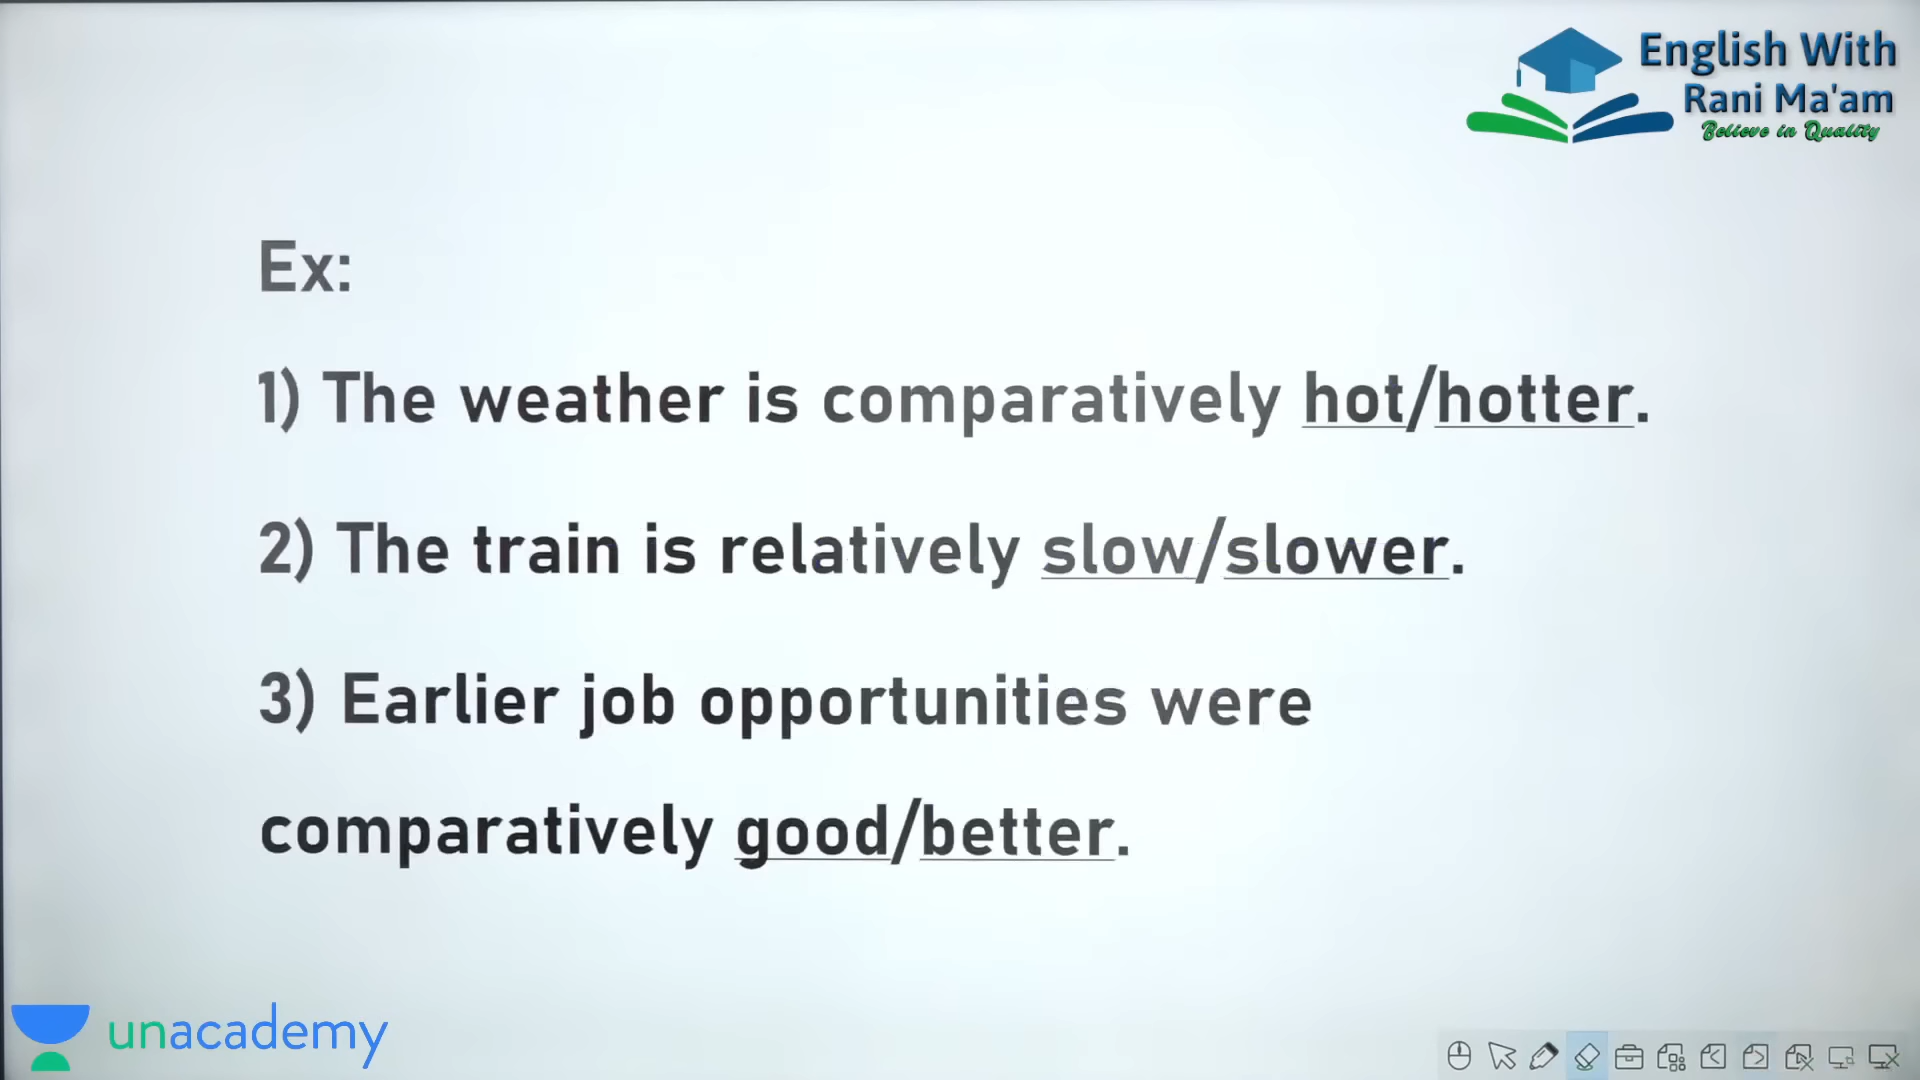 English With
Rani Ma'am
Believe in Quality
Ex:
1) The weather is comparatively hot/hotter.
2) The train is relatively slow/slower.
3) Earlier job opportunities were
comparatively good/better.
unacademy